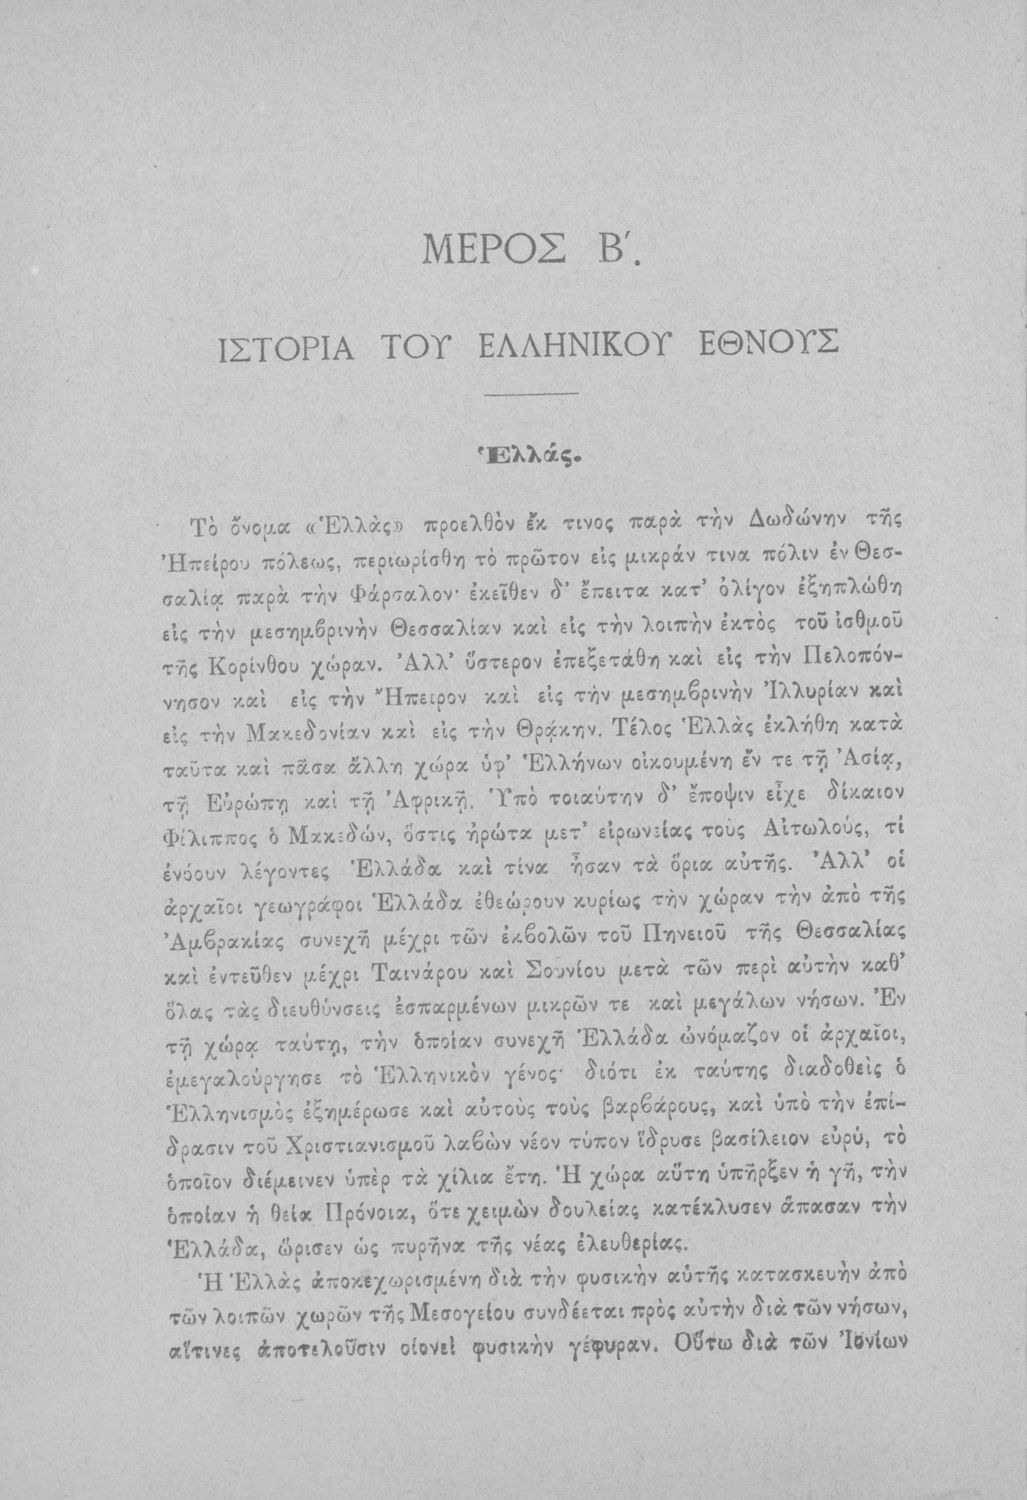 ΜΕΡΟΣ Β΄.
ΙΣΤΟΡΙΑ ΤΟΥ ΕΛΛΗΝΙΚΟΥ ΕΘΝΟΥΣ
Ἑλλάς.
Τὸ ὄνομα «Ἑλλὰς» προελθὸν ἔκ τινος παρὰ τὴν Δωδώνην τῆς
Ἠπείρου πόλεως, περιωρίσθη τὸ πρῶτον εἰς μικράν τινα πόλιν ἐν Θεσ-
σαλίᾳ παρὰ τὴν Φάρσαλον· ἐκεῖθεν δ' ἔπειτα κατ' ὀλίγον ἐξηπλώθη
εἰς τὴν μεσημβρινὴν Θεσσαλίαν καὶ εἰς τὴν λοιπὴν ἐκτὸς τοῦ ἰσθμοῦ
τῆς Κορίνθου χώραν. Ἀλλ' ὕστερον ἐπεξετάθη καὶ εἰς τὴν Πελοπόν-
νησον καὶ εἰς τὴν Ἤπειρον καὶ εἰς τὴν μεσημβρινὴν Ἰλλυρίαν καὶ
εἰς τὴν Μακεδονίαν καὶ εἰς τὴν Θρᾴκην. Τέλος Ἑλλὰς ἐκλήθη κατὰ
ταῦτα καὶ πᾶσα ἄλλη χώρα ὑφ' Ἑλλήνων οἰκουμένη ἔν τε τῇ Ἀσίᾳ,
τῇ Εὐρώπῃ καὶ τῇ Ἀφρικῇ. Ὑπὸ τοιαύτην δ' ἔποψιν εἶχε δίκαιον
Φίλιππος ὁ Μακεδών, ὅστις ἠρώτα μετ' εἰρωνείας τοὺς Αἰτωλούς, τί
ἐνόουν λέγοντες Ἑλλάδα καὶ τίνα ἦσαν τὰ ὅρια αὐτῆς. Ἀλλ' οἱ
ἀρχαῖοι γεωγράφοι Ἑλλάδα ἐθεώρουν κυρίως τὴν χώραν τὴν ἀπὸ τῆς
Ἀμβρακίας συνεχῆ μέχρι τῶν ἐκβολῶν τοῦ Πηνειοῦ τῆς Θεσσαλίας
καὶ ἐντεῦθεν μέχρι Ταινάρου καὶ Σουνίου μετὰ τῶν περὶ αὐτὴν καθ'
ὅλας τὰς διευθύνσεις ἐσπαρμένων μικρῶν τε καὶ μεγάλων νήσων. Ἐν
τῇ χώρᾳ ταύτῃ, τὴν ὁποίαν συνεχῆ Ἑλλάδα ὠνόμαζον οἱ ἀρχαῖοι,
ἐμεγαλούργησε τὸ Ἑλληνικὸν γένος· διότι ἐκ ταύτης διαδοθεὶς ὁ
Ἑλληνισμὸς ἐξημέρωσε καὶ αὐτοὺς τοὺς βαρβάρους, καὶ ὑπὸ τὴν ἐπί-
δρασιν τοῦ Χριστιανισμοῦ λαβὼν νέον τύπον ἵδρυσε βασίλειον εὐρύ, τὸ
ὁποῖον διέμεινεν ὑπὲρ τὰ χίλια ἔτη. Ἡ χώρα αὕτη ὑπῆρξεν ἡ γῆ, τὴν
ὁποίαν ἡ θεία Πρόνοια, ὅτε χειμὼν δουλείας κατέκλυσεν ἅπασαν τὴν
Ἑλλάδα, ὥρισεν ὡς πυρῆνα τῆς νέας ἐλευθερίας.
Ἡ Ἑλλὰς ἀποκεχωρισμένη διὰ τὴν φυσικὴν αὑτῆς κατασκευὴν ἀπὸ
τῶν λοιπῶν χωρῶν τῆς Μεσογείου συνδέεται πρὸς αὐτὴν διὰ τῶν νήσων,
αἵτινες ἀποτελοῦσιν οἱονεὶ φυσικὴν γέφυραν. Οὕτω διὰ τῶν Ἰονίων